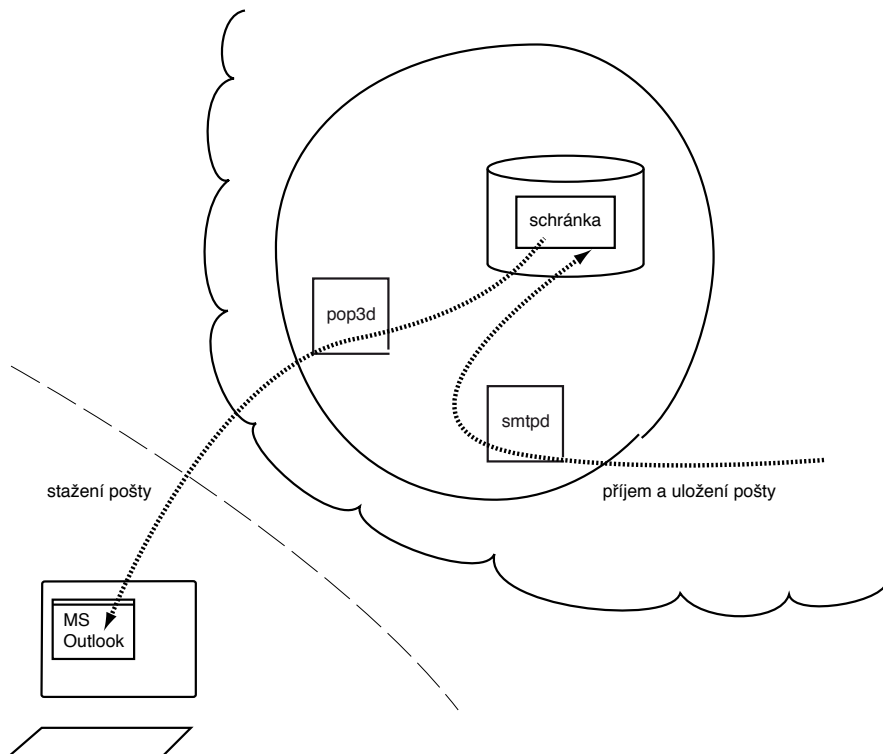 schránka
pop3d
smtpd
stažení pošty
příjem a uložení pošty
MS
Outlook